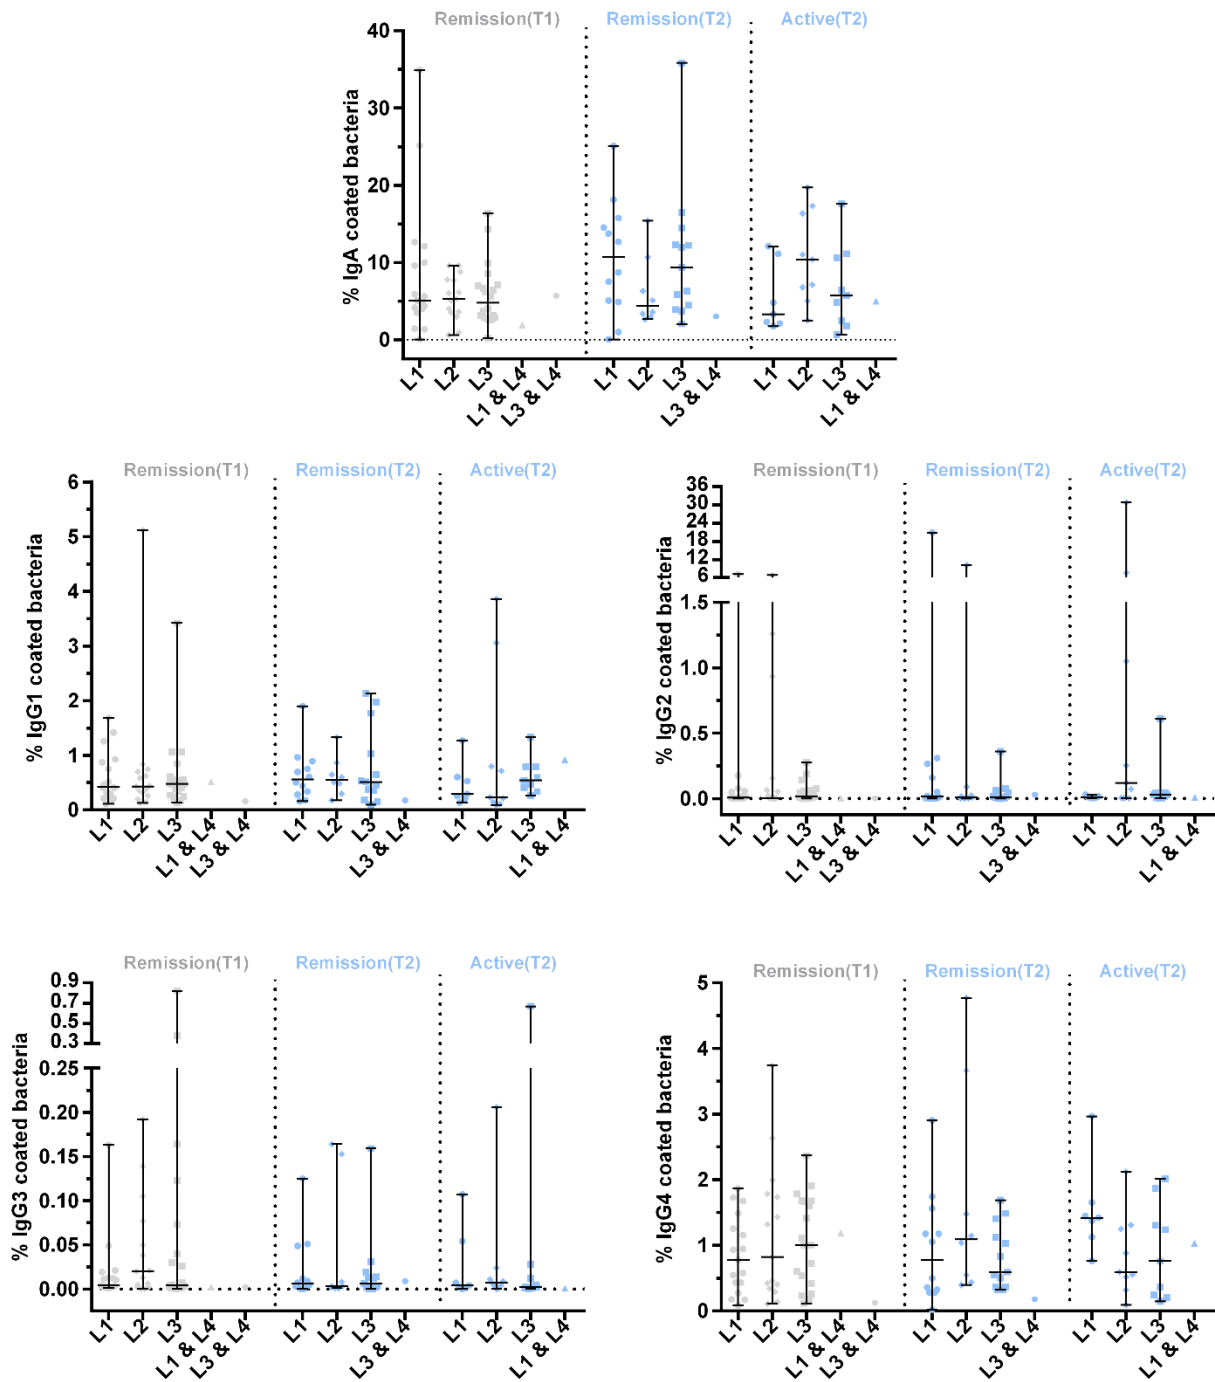 Remission(T1) Remission(T2) Active(T2)
% IgA coated bacteria
40
30
20
10
0
L1 L2 L3 L1 & L4 L3 & L4 L1 L2 L3 L3 & L4 L1 L2 L3 L1 & L4
Remission(T1) Remission(T2) Active(T2)
% IgG1 coated bacteria
6
5
4
3
2
1
0
L1 L2 L3 L1 & L4 L3 & L4 L1 L2 L3 L3 & L4 L1 L2 L3 L1 & L4
Remission(T1) Remission(T2) Active(T2)
% IgG2 coated bacteria
36
30
24
18
12
6
1.5
1.0
0.5
0.0
L1 L2 L3 L1 & L4 L3 & L4 L1 L2 L3 L3 & L4 L1 L2 L3 L1 & L4
Remission(T1) Remission(T2) Active(T2)
% IgG3 coated bacteria
0.9
0.7
0.5
0.3
0.25
0.20
0.15
0.10
0.05
0.00
L1 L2 L3 L1 & L4 L3 & L4 L1 L2 L3 L3 & L4 L1 L2 L3 L1 & L4
Remission(T1) Remission(T2) Active(T2)
% IgG4 coated bacteria
5
4
3
2
1
0
L1 L2 L3 L1 & L4 L3 & L4 L1 L2 L3 L3 & L4 L1 L2 L3 L1 & L4